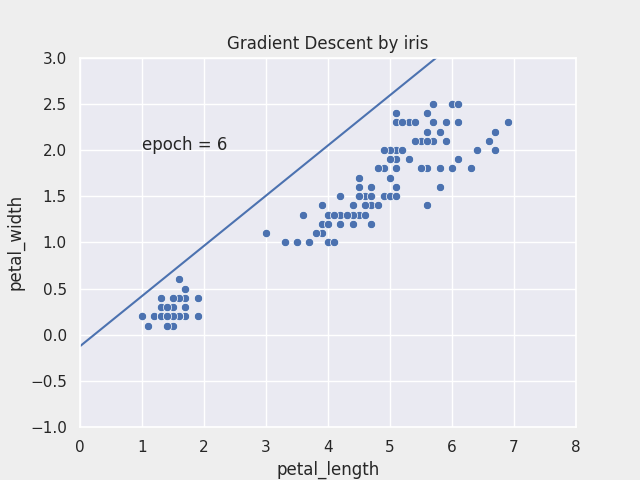 Gradient Descent by iris
3.0
2.5
epoch = 6
2.0
1.5
petal_width
1.0
0.5
0.0
−0.5
−1.0
0 1 2 3 4 5 6 7 8
petal_length